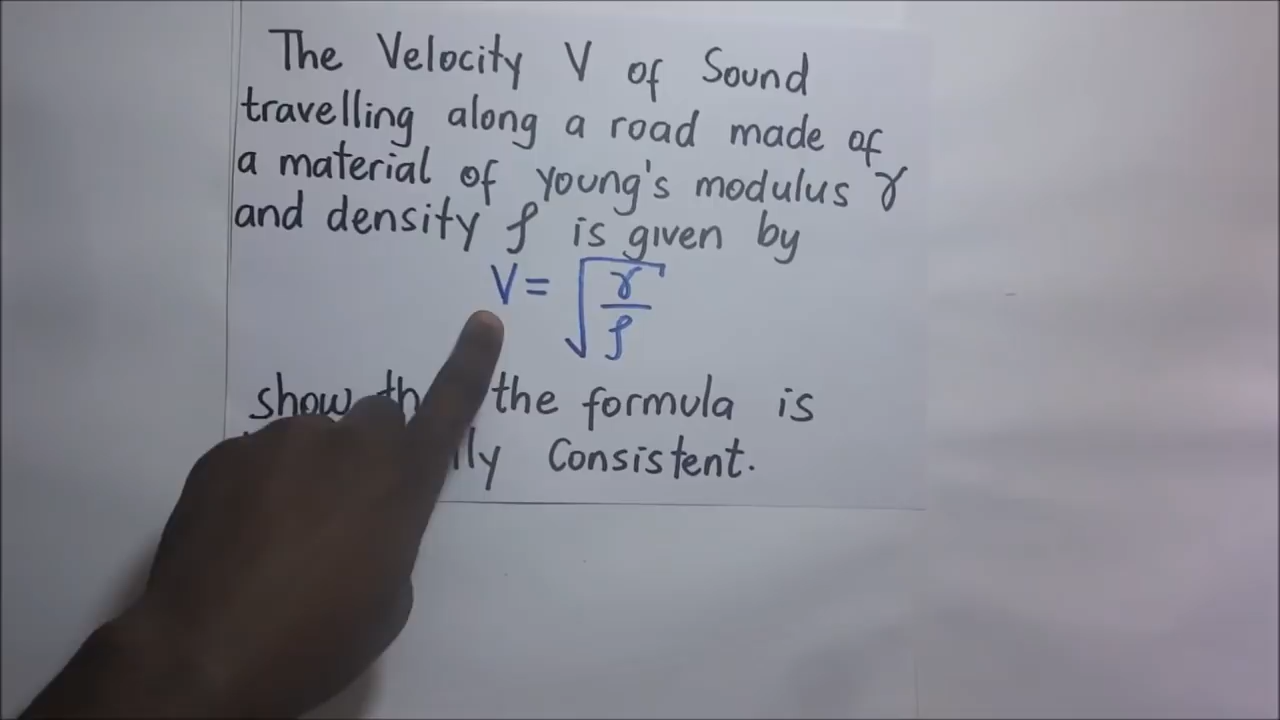 The Velocity V of Sound
travelling along a road made of
a material of young's modulus γ
and density ρ is given by
V = √(γ/ρ)
show the formula is
Consistent.